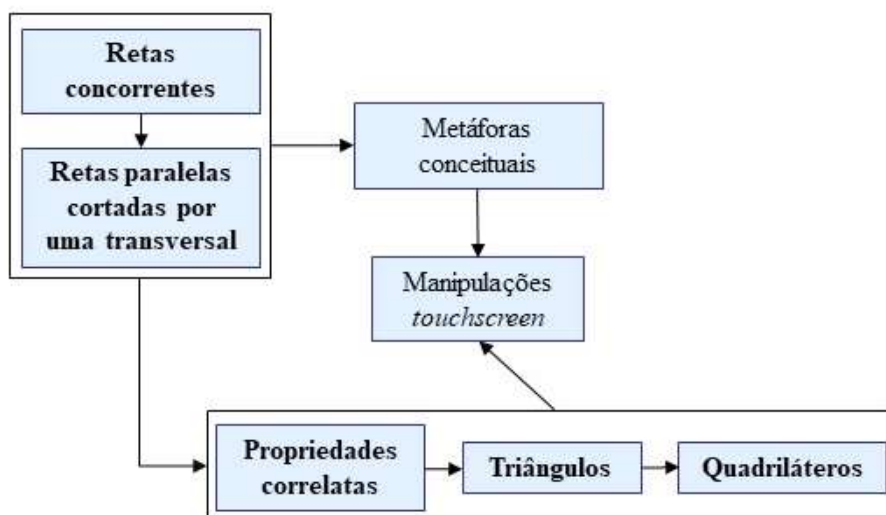 Retas
concorrentes
Retas paralelas
cortadas por
uma transversal
Metáforas
conceituais
Manipulações
touchscreen
Propriedades
correlatas
Triângulos
Quadriláteros